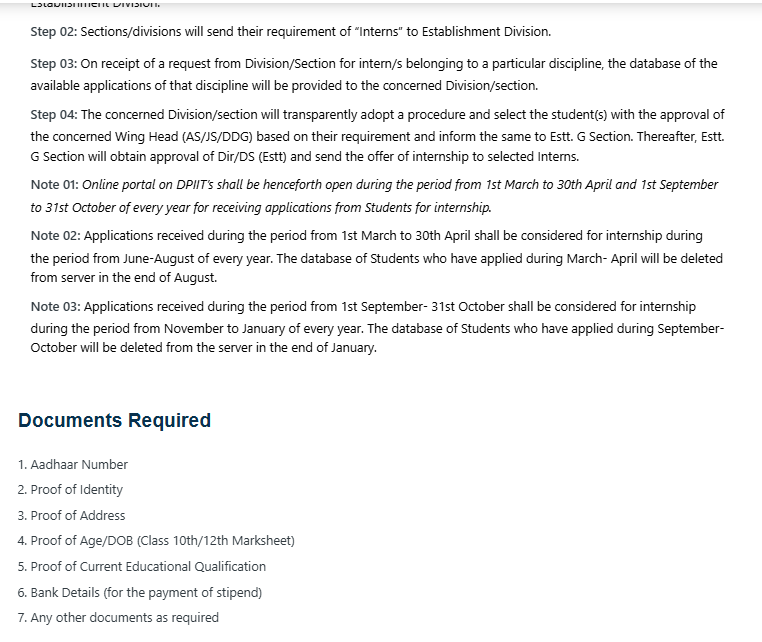 Establishment Division.
Step 02: Sections/divisions will send their requirement of “Interns” to Establishment Division.
Step 03: On receipt of a request from Division/Section for intern/s belonging to a particular discipline, the database of the
available applications of that discipline will be provided to the concerned Division/section.
Step 04: The concerned Division/section will transparently adopt a procedure and select the student(s) with the approval of
the concerned Wing Head (AS/JS/DDG) based on their requirement and inform the same to Estt. G Section. Thereafter, Estt.
G Section will obtain approval of Dir/DS (Estt) and send the offer of internship to selected Interns.
Note 01: Online portal on DPIIT’s shall be henceforth open during the period from 1st March to 30th April and 1st September
to 31st October of every year for receiving applications from Students for internship.
Note 02: Applications received during the period from 1st March to 30th April shall be considered for internship during
the period from June-August of every year. The database of Students who have applied during March- April will be deleted
from server in the end of August.
Note 03: Applications received during the period from 1st September- 31st October shall be considered for internship
during the period from November to January of every year. The database of Students who have applied during September-
October will be deleted from the server in the end of January.
Documents Required
1. Aadhaar Number
2. Proof of Identity
3. Proof of Address
4. Proof of Age/DOB (Class 10th/12th Marksheet)
5. Proof of Current Educational Qualification
6. Bank Details (for the payment of stipend)
7. Any other documents as required